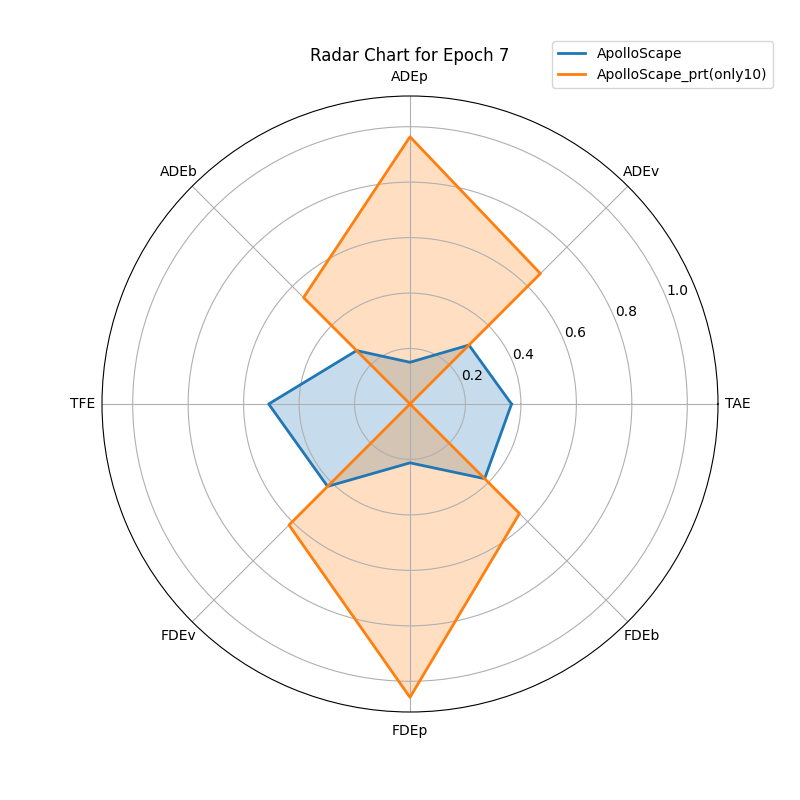 Radar Chart for Epoch 7
ApolloScape
ApolloScape_prt(only10)
ADEp
ADEb
ADEv
1.0
0.8
0.6
0.4
0.2
TFE
TAE
FDEv
FDEb
FDEp